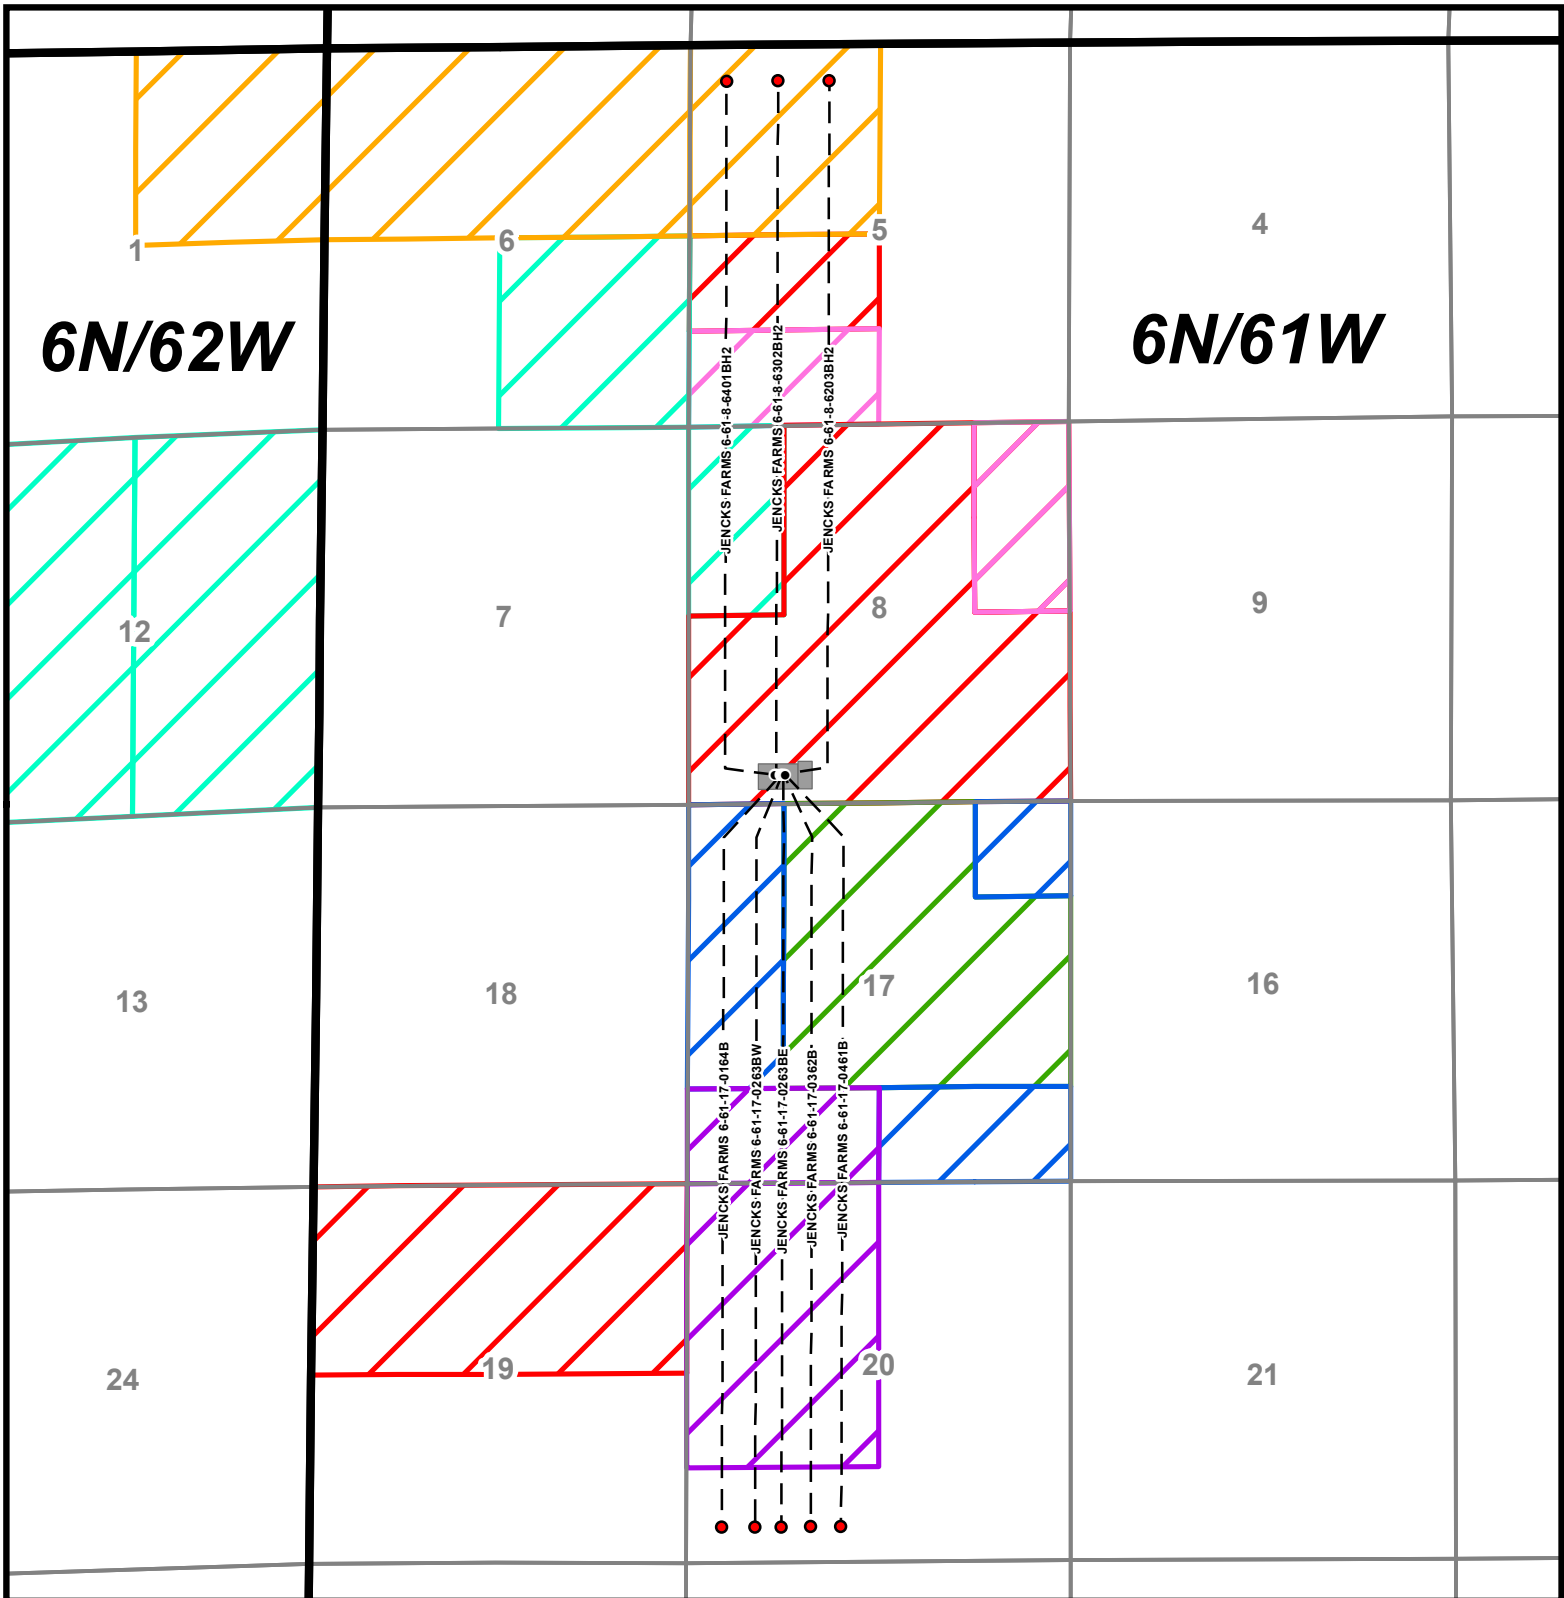 4
5
6
1
6N/62W
6N/61W
JENCKS FARMS 6-61-8-6401BH2
JENCKS FARMS 6-61-8-6302BH2
JENCKS FARMS 6-61-8-6203BH2
12
7
8
9
13
18
17
16
JENCKS FARMS 6-61-17-0164B
JENCKS FARMS 6-61-17-0263BW
JENCKS FARMS 6-61-17-0263BE
JENCKS FARMS 6-61-17-0362B
JENCKS FARMS 6-61-17-0461B
24
19
20
21